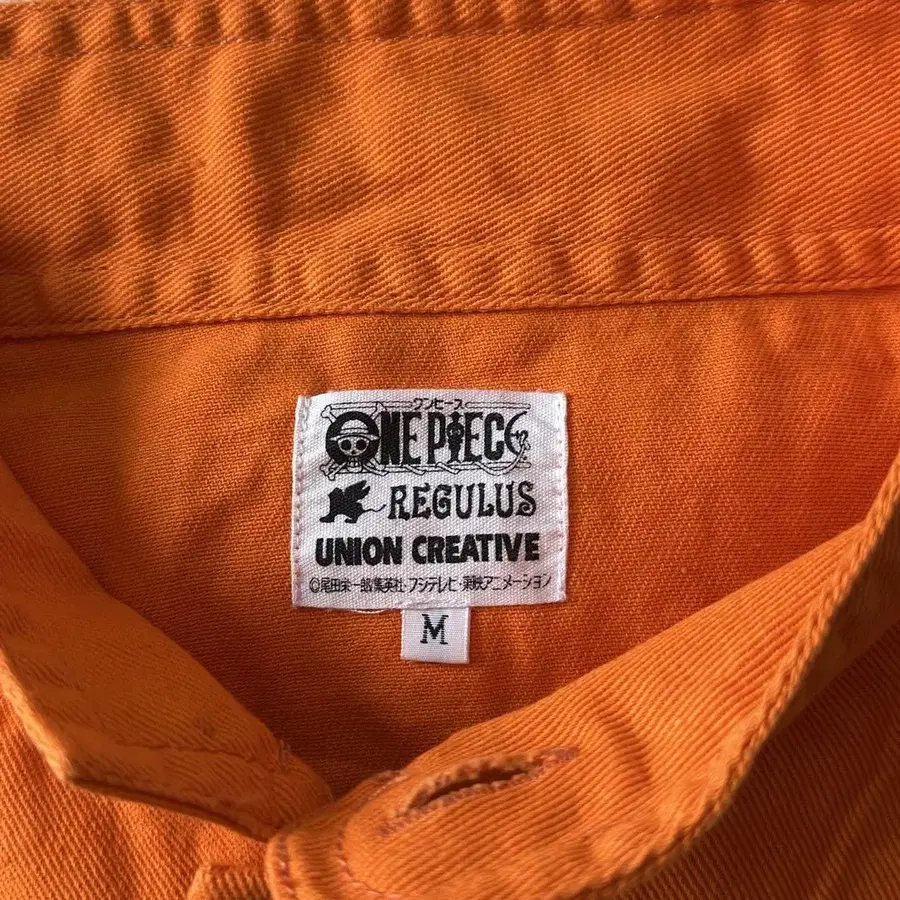 ワンピース
ONE PIECE
REGULUS
UNION CREATIVE
©尾田栄一郎/集英社・フジテレビ・東映アニメーション
M